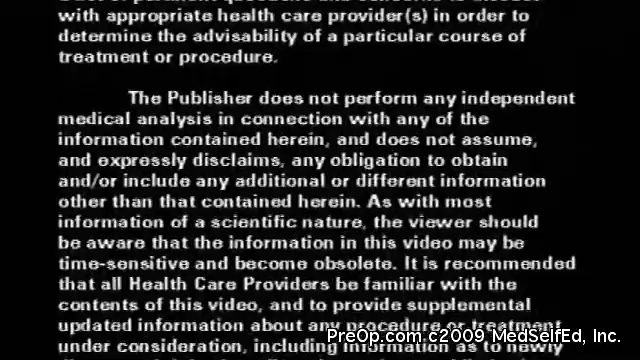 with appropriate health care provider(s) in order to
determine the advisability of a particular course of
treatment or procedure.
The Publisher does not perform any independent
medical analysis in connection with any of the
information contained herein, and does not assume,
and expressly disclaims, any obligation to obtain
and/or include any additional or different information
other than that contained herein. As with most
information of a scientific nature, the viewer should
be aware that the information in this video may be
time-sensitive and become obsolete. It is recommended
that all Health Care Providers be familiar with the
contents of this video, and to provide supplemental
updated information about any procedure or treatment
under consideration, including information as to newly
PreOp.com c2009 MedSelfEd, Inc.